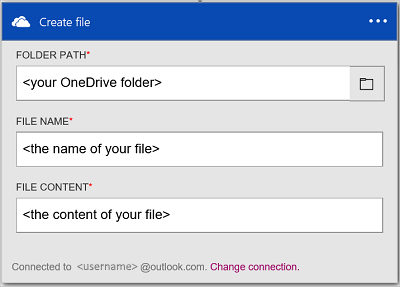 Create file
FOLDER PATH*
<your OneDrive folder>
FILE NAME*
<the name of your file>
FILE CONTENT*
<the content of your file>
Connected to <username> @outlook.com. Change connection.